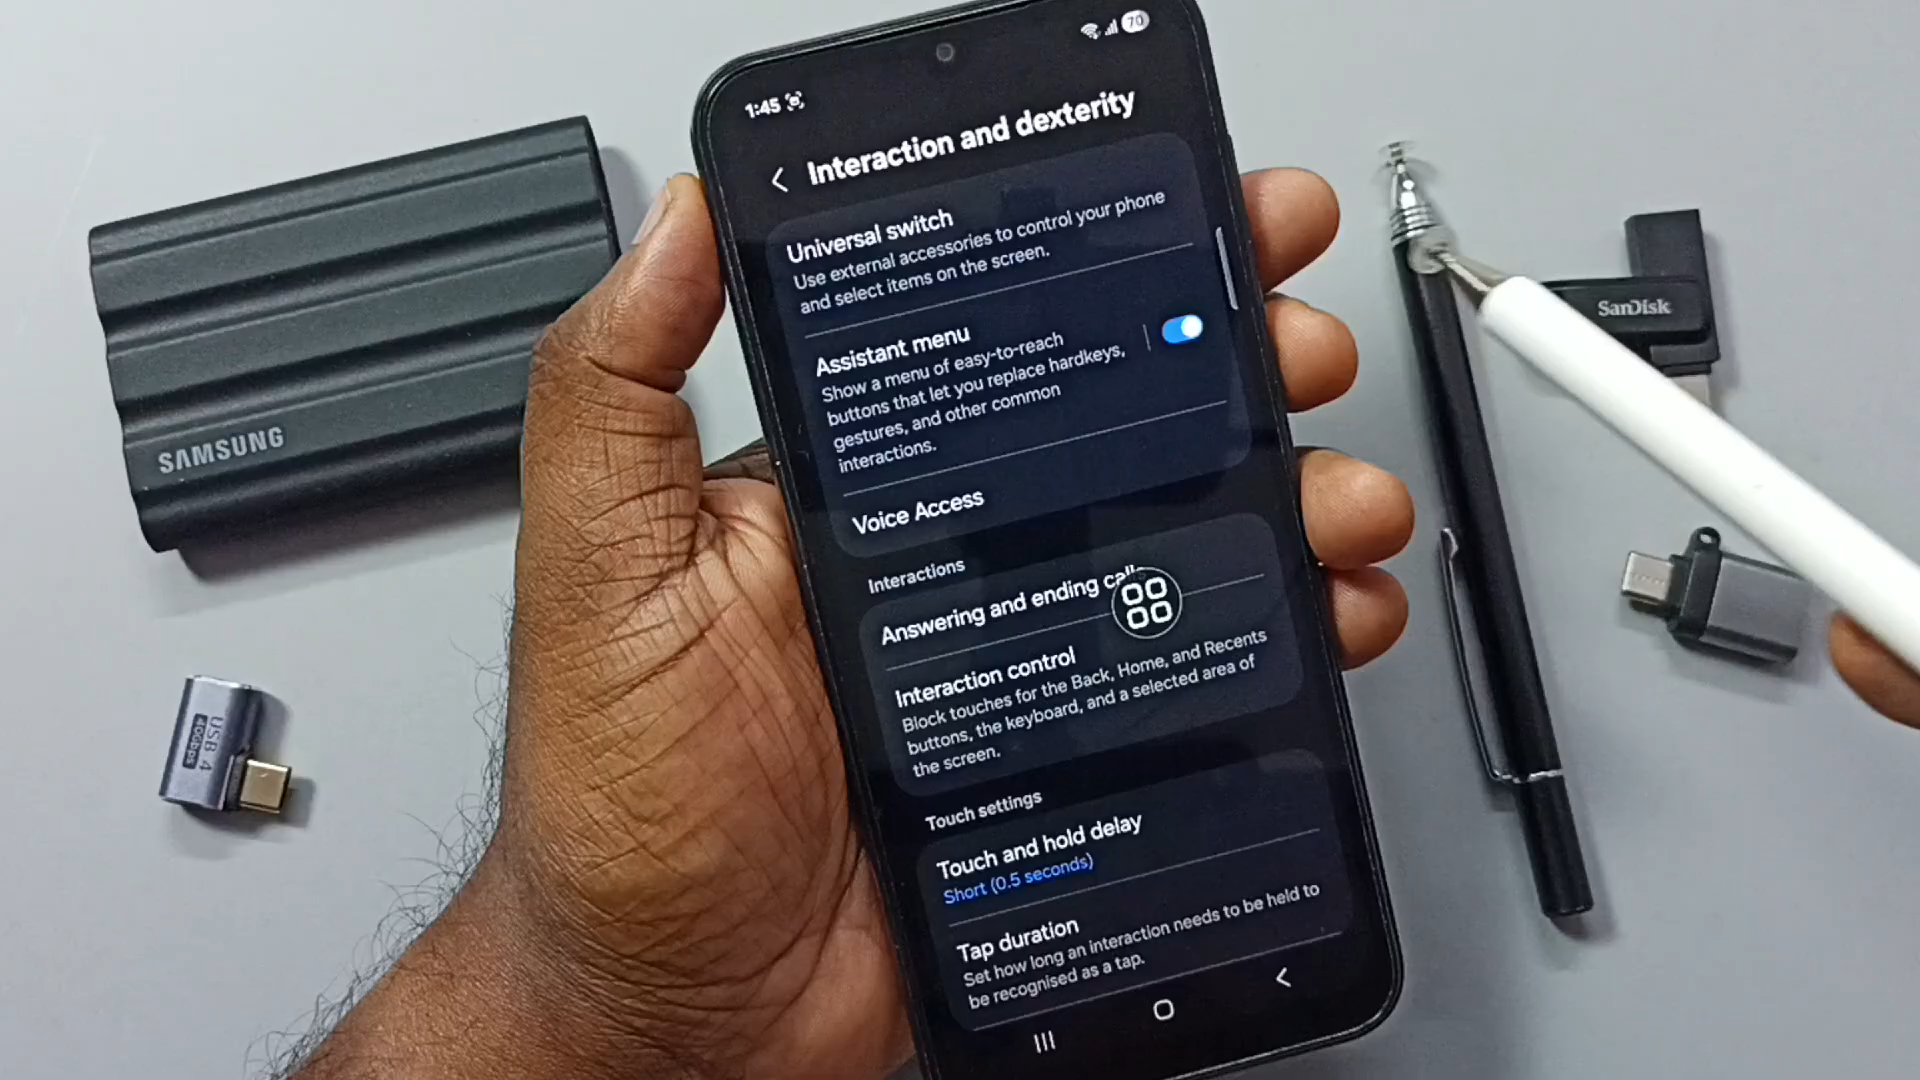 70
1:45
Interaction and dexterity
Universal switch
Use external accessories to control your phone
and select items on the screen.
Assistant menu
Show a menu of easy-to-reach
buttons that let you replace hardkeys,
gestures, and other common
interactions.
Voice Access
Interactions
Answering and ending calls
Interaction control
Block touches for the Back, Home, and Recents
buttons, the keyboard, and a selected area of
the screen.
Touch settings
Touch and hold delay
Short (0.5 seconds)
Tap duration
Set how long an interaction needs to be held to
be recognised as a tap.
SAMSUNG
SanDisk
USB 4
40Gbps